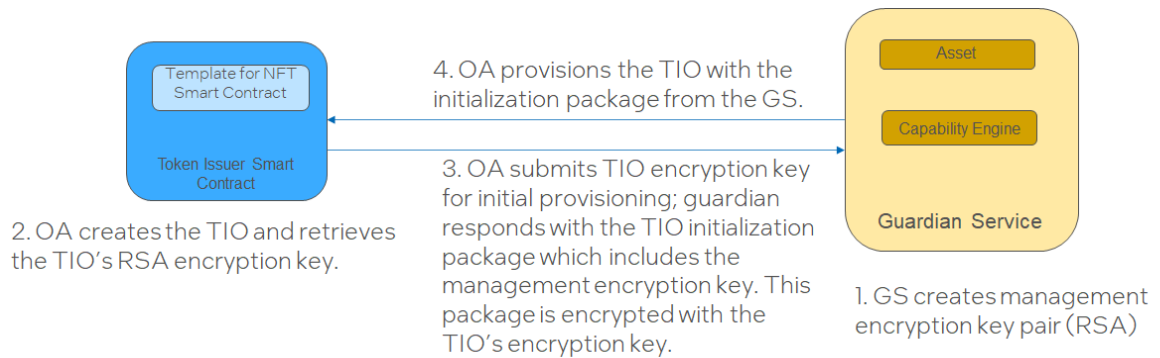 Template for NFT
Smart Contract
Token Issuer Smart
Contract
2. OA creates the TIO and retrieves
the TIO's RSA encryption key.
4. OA provisions the TIO with the
initialization package from the GS.
3. OA submits TIO encryption key
for initial provisioning; guardian
responds with the TIO initialization
package which includes the
management encryption key. This
package is encrypted with the
TIO's encryption key.
Asset
Capability Engine
Guardian Service
1. GS creates management
encryption key pair (RSA)